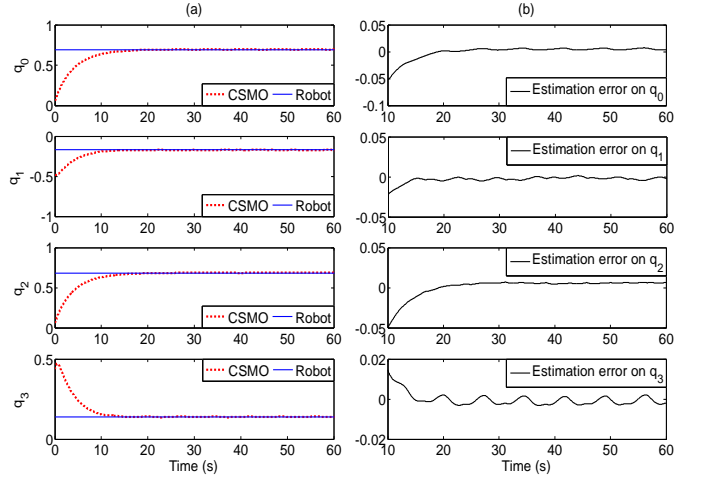 (a)
(b)
1
0.5
0
q0
0 10 20 30 40 50 60
CSMO Robot
0.05
0
-0.05
-0.1
10 20 30 40 50 60
Estimation error on q0
0
-0.5
-1
q1
0 10 20 30 40 50 60
CSMO Robot
0.05
0
-0.05
10 20 30 40 50 60
Estimation error on q1
1
0.5
0
q2
0 10 20 30 40 50 60
CSMO Robot
0.05
0
-0.05
10 20 30 40 50 60
Estimation error on q2
0.5
0
q3
0 10 20 30 40 50 60
CSMO Robot
Time (s)
0.02
0
-0.02
10 20 30 40 50 60
Estimation error on q3
Time (s)